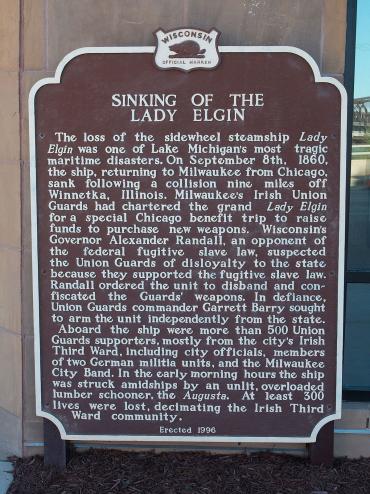 WISCONSIN
OFFICIAL MARKER
SINKING OF THE
LADY ELGIN
The loss of the sidewheel steamship Lady
Elgin was one of Lake Michigan's most tragic
maritime disasters. On September 8th, 1860,
the ship, returning to Milwaukee from Chicago,
sank following a collision nine miles off
Winnetka, Illinois. Milwaukee's Irish Union
Guards had chartered the grand Lady Elgin
for a special Chicago benefit trip to raise
funds to purchase new weapons. Wisconsin's
Governor Alexander Randall, an opponent of
the federal fugitive slave law, suspected
the Union Guards of disloyalty to the state
because they supported the fugitive slave law.
Randall ordered the unit to disband and con-
fiscated the Guards' weapons. In defiance,
Union Guards commander Garrett Barry sought
to arm the unit independently from the state.
Aboard the ship were more than 500 Union
Guards supporters, mostly from the city's Irish
Third Ward, including city officials, members
of two German militia units, and the Milwaukee
City Band. In the early morning hours the ship
was struck amidships by an unlit, overloaded
lumber schooner, the Augusta. At least 300
lives were lost, decimating the Irish Third
Ward community.
Erected 1996